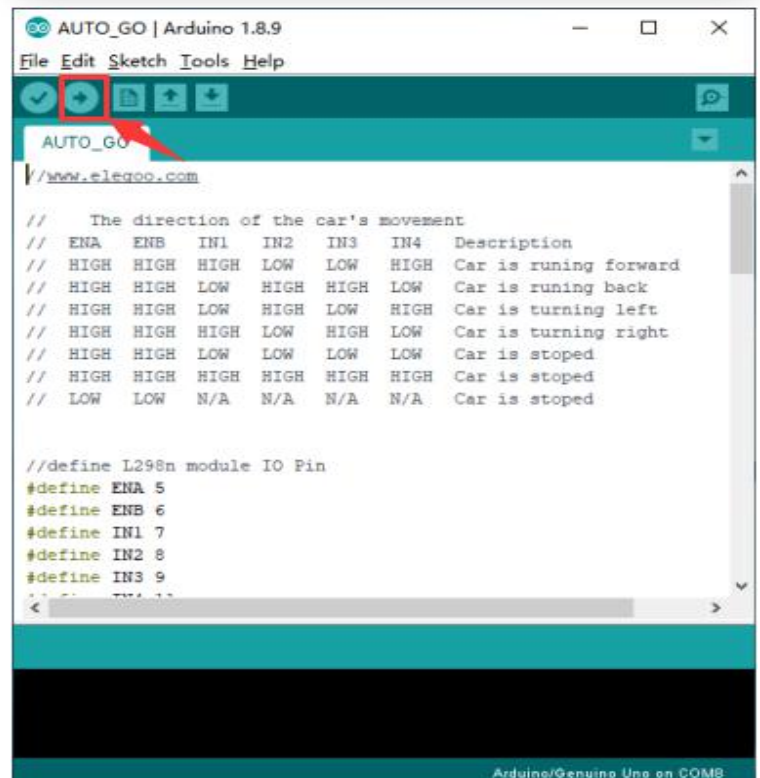 AUTO_GO | Arduino 1.8.9
File Edit Sketch Tools Help
AUTO_GO
//www.elegoo.com
// The direction of the car's movement
// ENA ENB IN1 IN2 IN3 IN4 Description
// HIGH HIGH HIGH LOW LOW HIGH Car is runing forward
// HIGH HIGH LOW HIGH HIGH LOW Car is runing back
// HIGH HIGH LOW HIGH LOW HIGH Car is turning left
// HIGH HIGH HIGH LOW HIGH LOW Car is turning right
// HIGH HIGH LOW LOW LOW LOW Car is stoped
// HIGH HIGH HIGH HIGH HIGH HIGH Car is stoped
// LOW LOW N/A N/A N/A N/A Car is stoped
//define L298n module IO Pin
#define ENA 5
#define ENB 6
#define IN1 7
#define IN2 8
#define IN3 9
Arduino/Genuino Uno on COM8